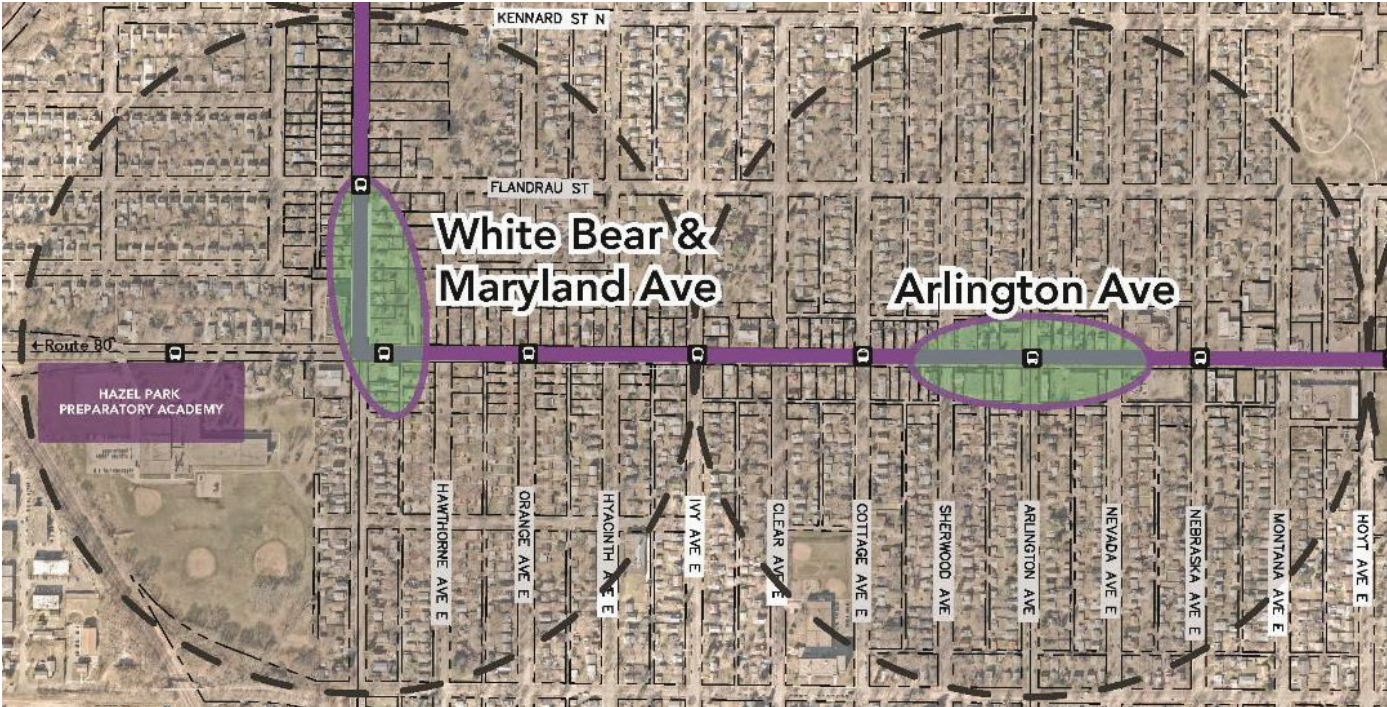 KENNARD ST N
FLANDRAU ST
White Bear &
Maryland Ave
Arlington Ave
←Route 80
HAZEL PARK
PREPARATORY ACADEMY
HAWTHORNE AVE E
ORANGE AVE E
HYACINTH AVE E
IVY AVE E
CLEAR AVE E
COTTAGE AVE E
SHERWOOD AVE
ARLINGTON AVE E
NEVADA AVE E
NEBRASKA AVE E
MONTANA AVE E
HOYT AVE E